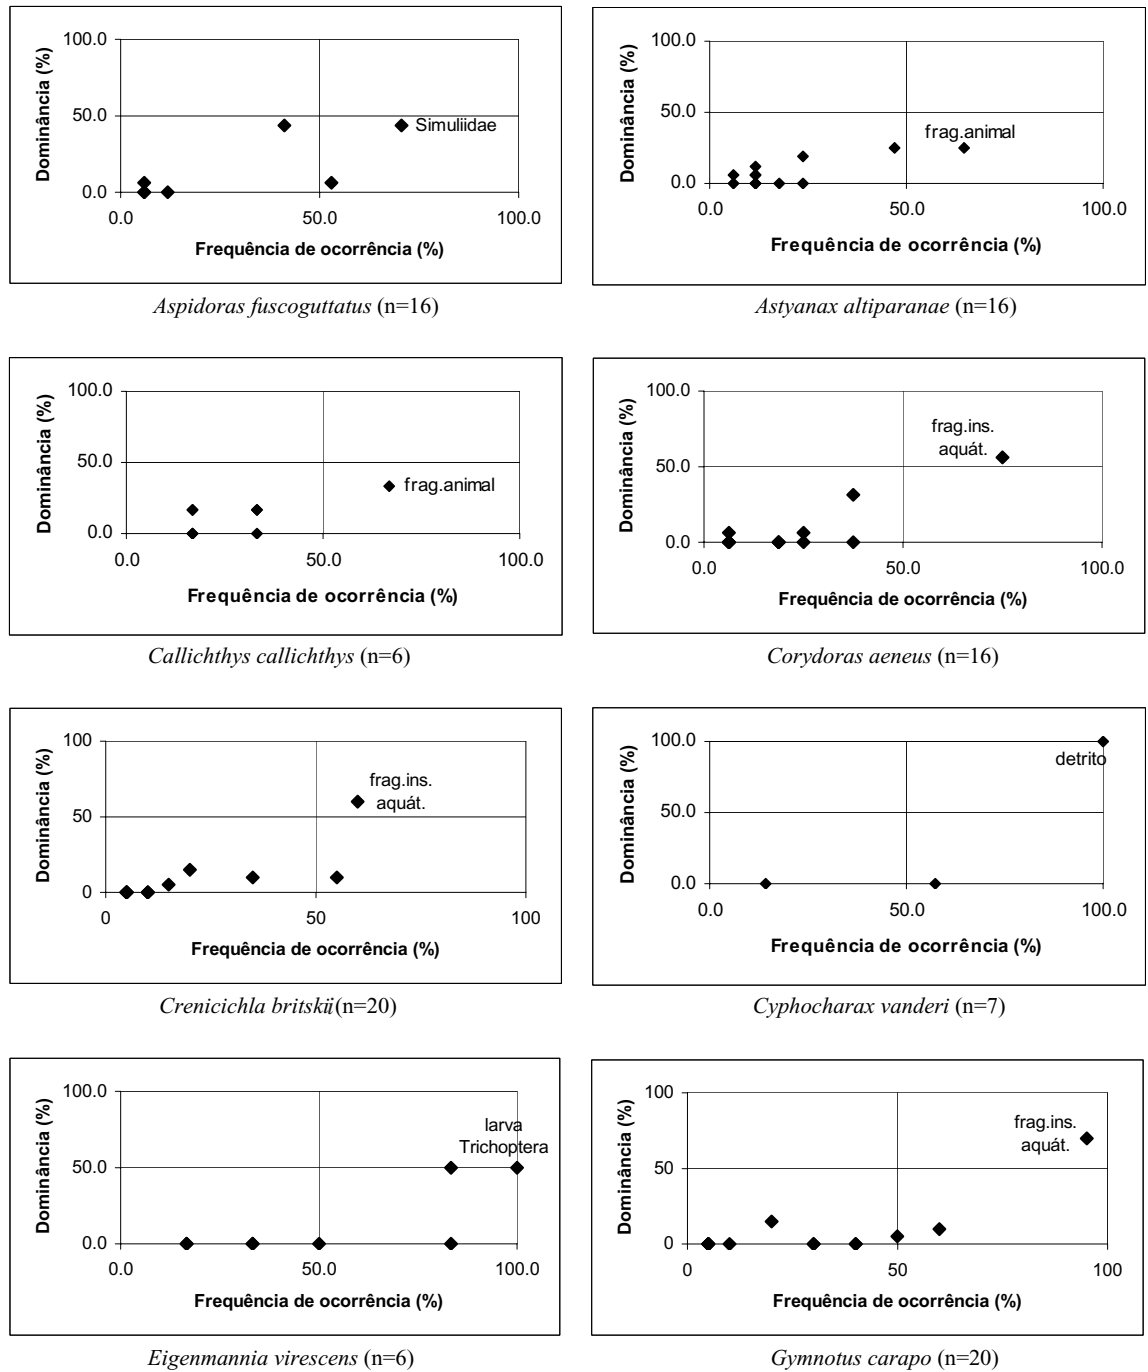 100.0
50.0
0.0
Dominância (%)
Simuliidae
0.0 50.0 100.0
Frequência de ocorrência (%)
Aspidoras fuscoguttatus (n=16)
100.0
50.0
0.0
Dominância (%)
frag.animal
0.0 50.0 100.0
Frequência de ocorrência (%)
Astyanax altiparanae (n=16)
100.0
50.0
0.0
Dominância (%)
frag.animal
0.0 50.0 100.0
Frequência de ocorrência (%)
Callichthys callichthys (n=6)
100.0
50.0
0.0
Dominância (%)
frag.ins.
aquát.
0.0 50.0 100.0
Frequência de ocorrência (%)
Corydoras aeneus (n=16)
100
50
0
Dominância (%)
frag.ins.
aquát.
0 50 100
Frequência de ocorrência (%)
Crenicichla britskii (n=20)
100.0
50.0
0.0
Dominância (%)
detrito
0.0 50.0 100.0
Frequência de ocorrência (%)
Cyphocharax vanderi (n=7)
100.0
50.0
0.0
Dominância (%)
larva
Trichoptera
0.0 50.0 100.0
Frequência de ocorrência (%)
Eigenmannia virescens (n=6)
100
50
0
Dominância (%)
frag.ins.
aquát.
0 50 100
Frequência de ocorrência (%)
Gymnotus carapo (n=20)